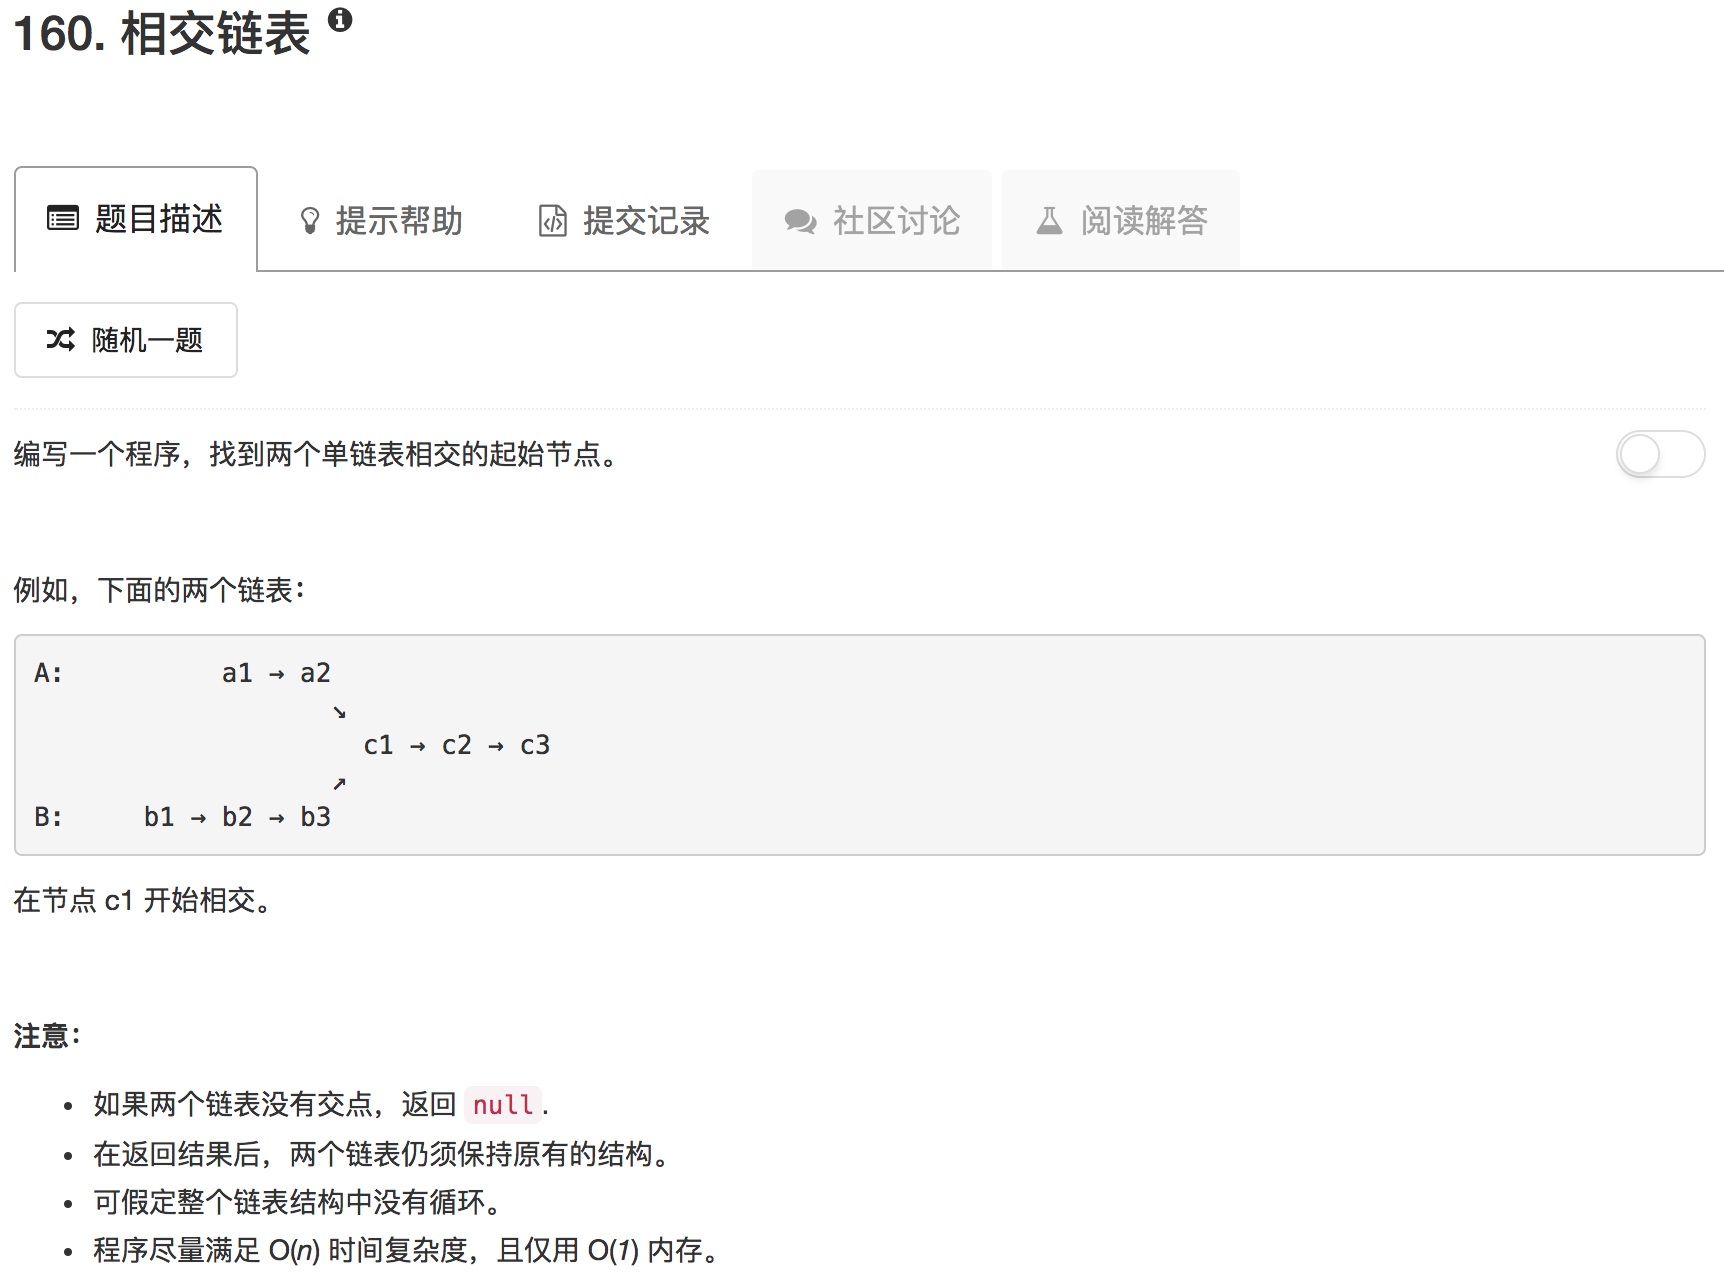 160. 相交链表
题目描述 提示帮助 提交记录 社区讨论 阅读解答
随机一题
编写一个程序，找到两个单链表相交的起始节点。
例如，下面的两个链表：
A:          a1 → a2
                   ↘
                     c1 → c2 → c3
                   ↗
B:     b1 → b2 → b3
在节点 c1 开始相交。
注意：
• 如果两个链表没有交点，返回 null.
• 在返回结果后，两个链表仍须保持原有的结构。
• 可假定整个链表结构中没有循环。
• 程序尽量满足 O(n) 时间复杂度，且仅用 O(1) 内存。